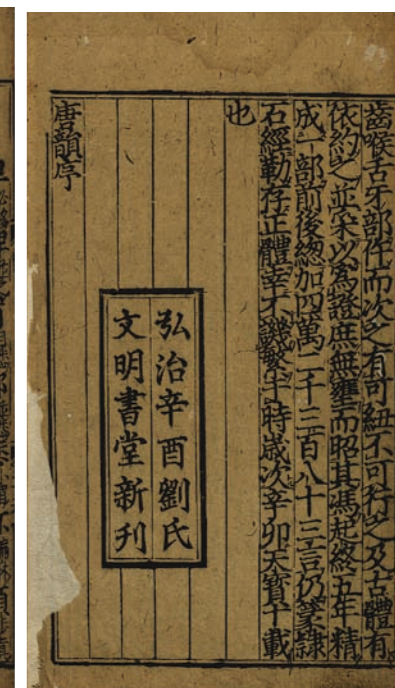 齒喉舌牙部仵而次之有可紐不可行之及古體有
依約之並采以為證庶無壅而昭其馮起終五年精
成一部前後總加四萬二千三百八十三言仍篆隸
石經勒存正體幸不譏繁于時歲次辛卯天寶十載
也
弘治辛酉劉氏
文明書堂新刊
唐韻序